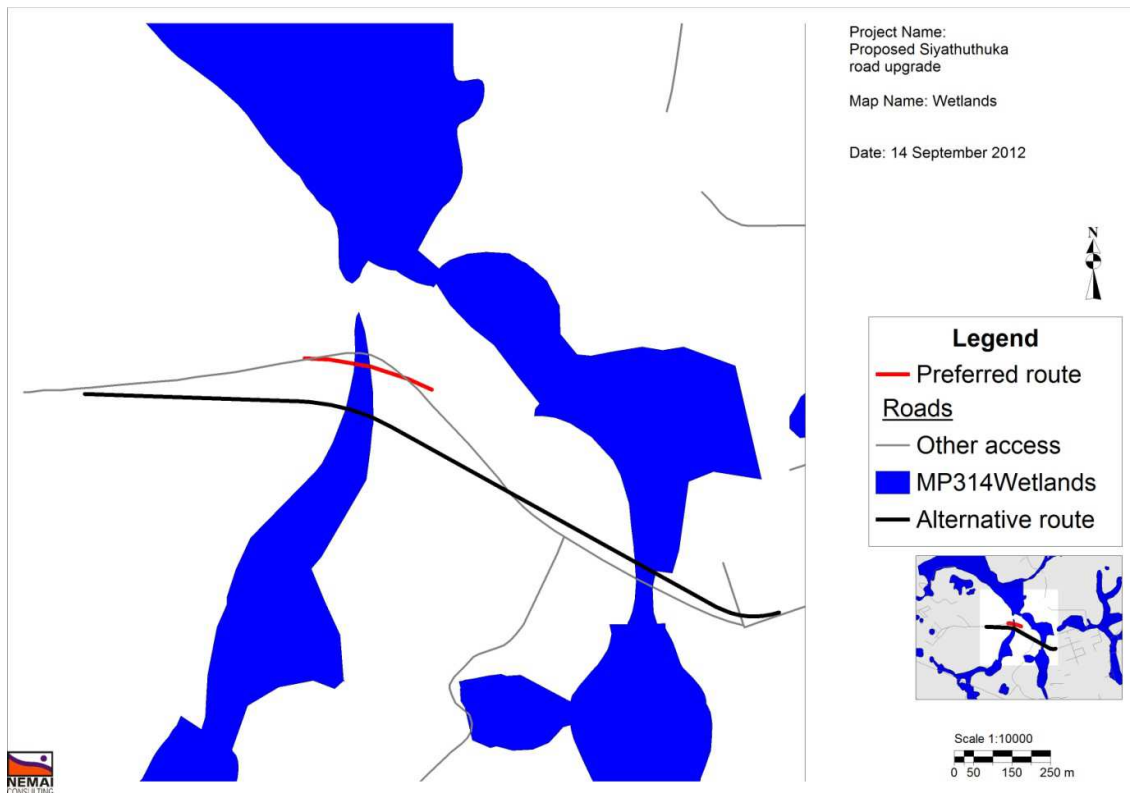 Project Name:
Proposed Siyathuthuka
road upgrade
Map Name: Wetlands
Date: 14 September 2012
N
Legend
Preferred route
Roads
Other access
MP314Wetlands
Alternative route
Scale 1:10000
0 50 150 250 m
NEMAI
CONSULTING